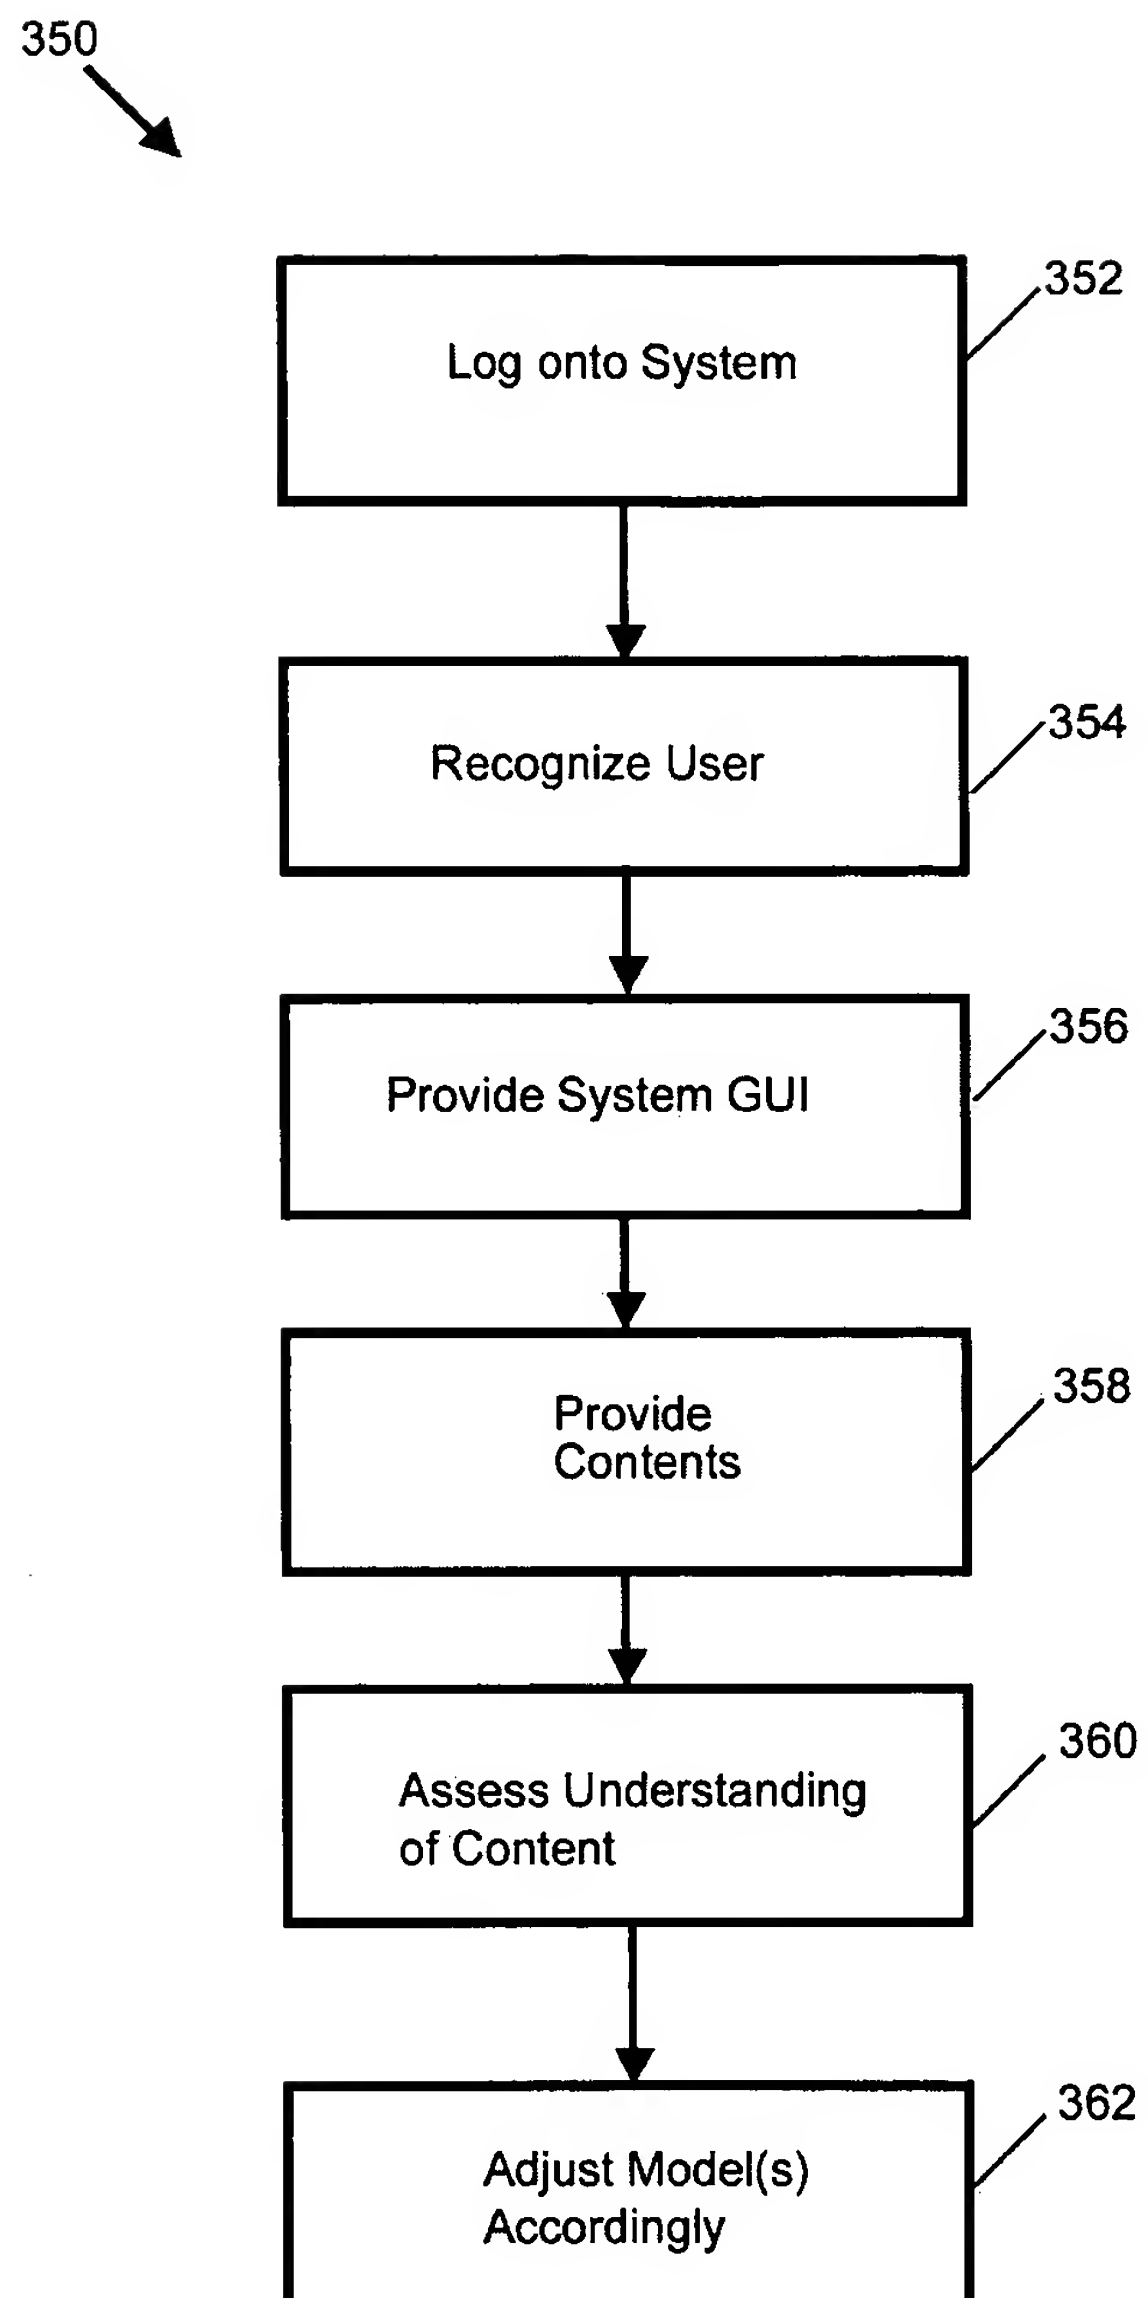 350
352
Log onto System
354
Recognize User
356
Provide System GUI
358
Provide
Contents
360
Assess Understanding
of Content
362
Adjust Model(s)
Accordingly